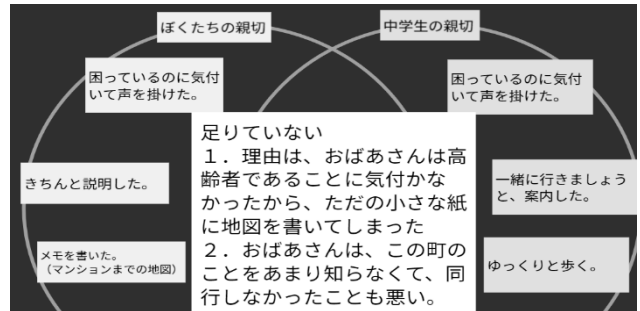 ぼくたちの親切
中学生の親切
困っているのに気付
いて声を掛けた。
困っているのに気付
いて声を掛けた。
足りていない
１．理由は、おばあさんは高
齢者であることに気付かな
かったから、ただの小さな紙
に地図を書いてしまった
２．おばあさんは、この町の
ことをあまり知らなくて、同
行しなかったことも悪い。
きちんと説明した。
一緒に行きましょう
と、案内した。
メモを書いた。
（マンションまでの地図）
ゆっくりと歩く。